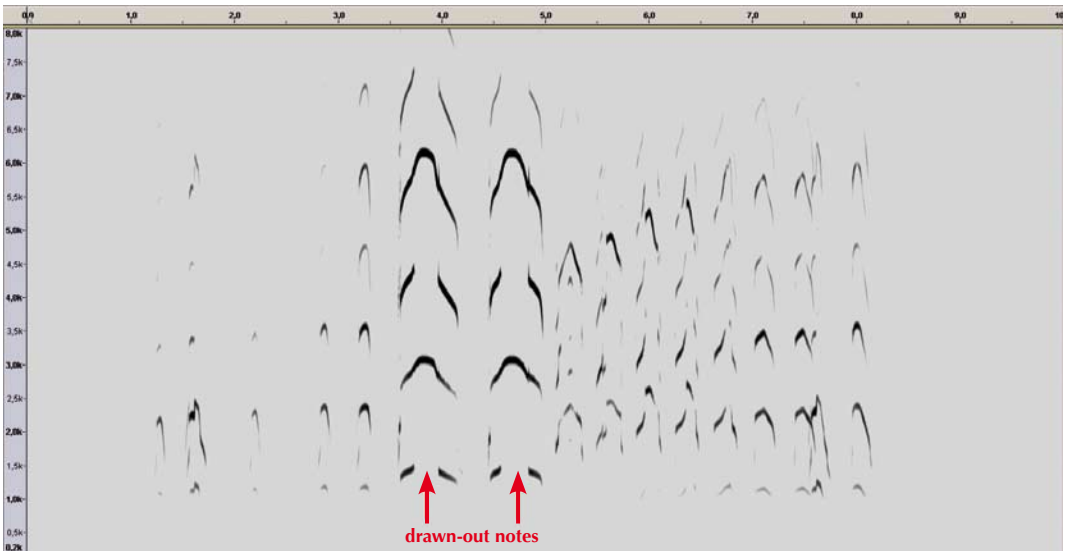 0,0 1,0 2,0 3,0 4,0 5,0 6,0 7,0 8,0 9,0 10
8,0k
7,5k
7,0k
6,5k
6,0k
5,5k
5,0k
4,5k
4,0k
3,5k
3,0k
2,5k
2,0k
1,5k
1,0k
0,5k
0,2k
drawn-out notes